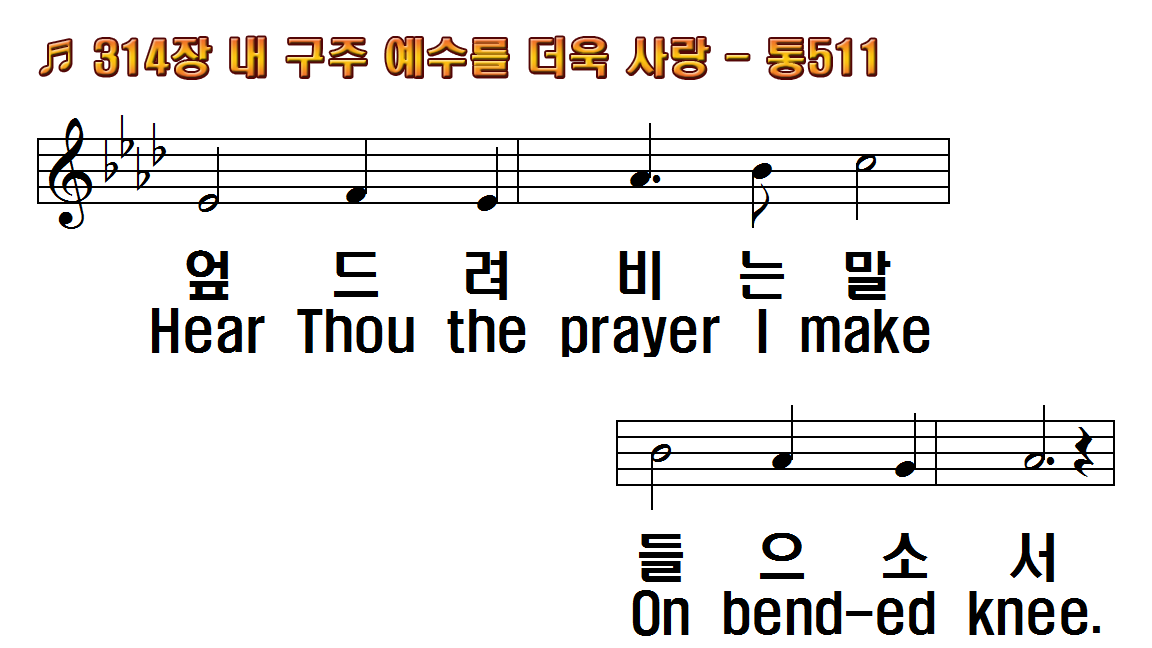 ♬ 314장 내 구주 예수를 더욱 사랑 - 통511
엎 드 려 비 는 말
Hear Thou the prayer I make
들 으 소 서
On bend-ed knee.